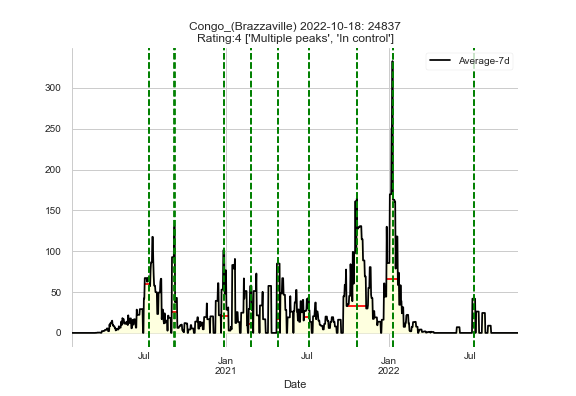 Congo_(Brazzaville) 2022-10-18: 24837
Rating:4 ['Multiple peaks', 'In control']
Average-7d
300
250
200
150
100
50
0
Jul
Jan
2021
Jul
Jan
2022
Jul
Date